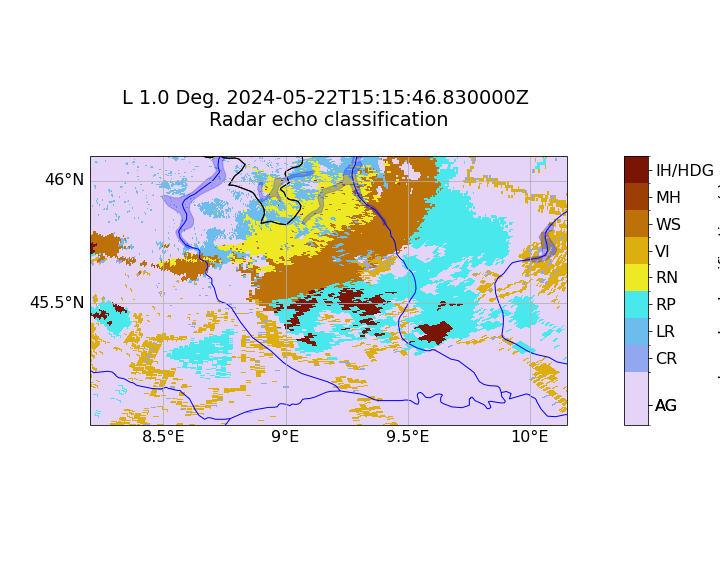 L 1.0 Deg. 2024-05-22T15:15:46.830000Z
Radar echo classification
46°N
45.5°N
8.5°E
9°E
9.5°E
10°E
IH/HDG
MH
WS
VI
RN
RP
LR
CR
AG